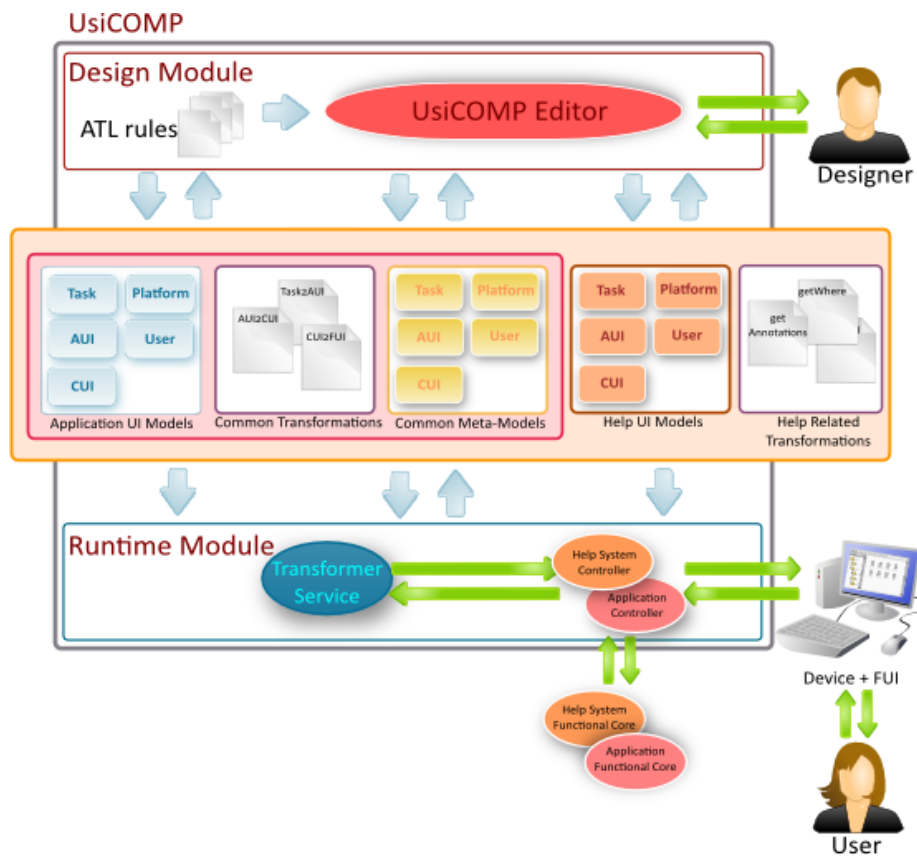 UsiCOMP
Design Module
ATL rules
UsiCOMP Editor
Designer
Task
Platform
AUI
User
CUI
Application UI Models
Task2AUI
AUI2CUI
CUI2FUI
Common Transformations
Task
Platform
AUI
User
CUI
Common Meta-Models
Task
Platform
AUI
User
CUI
Help UI Models
getWhere
get
Annotations
Help Related
Transformations
Runtime Module
Transformer
Service
Help System
Controller
Application
Controller
Device + FUI
Help System
Functional Core
Application
Functional Core
User